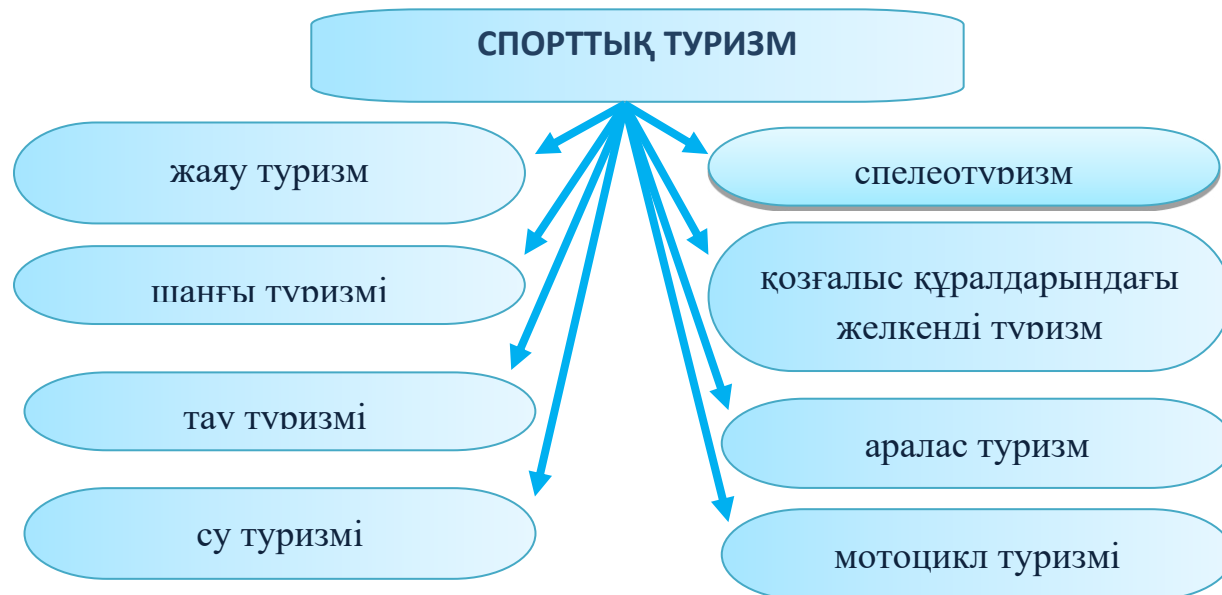 СПОРТТЫҚ ТУРИЗМ
жаяу туризм
шаңғы туризмі
тау туризмі
су туризмі
спелеотуризм
қозғалыс құралдарындағы
желкенді туризм
аралас туризм
мотоцикл туризмі